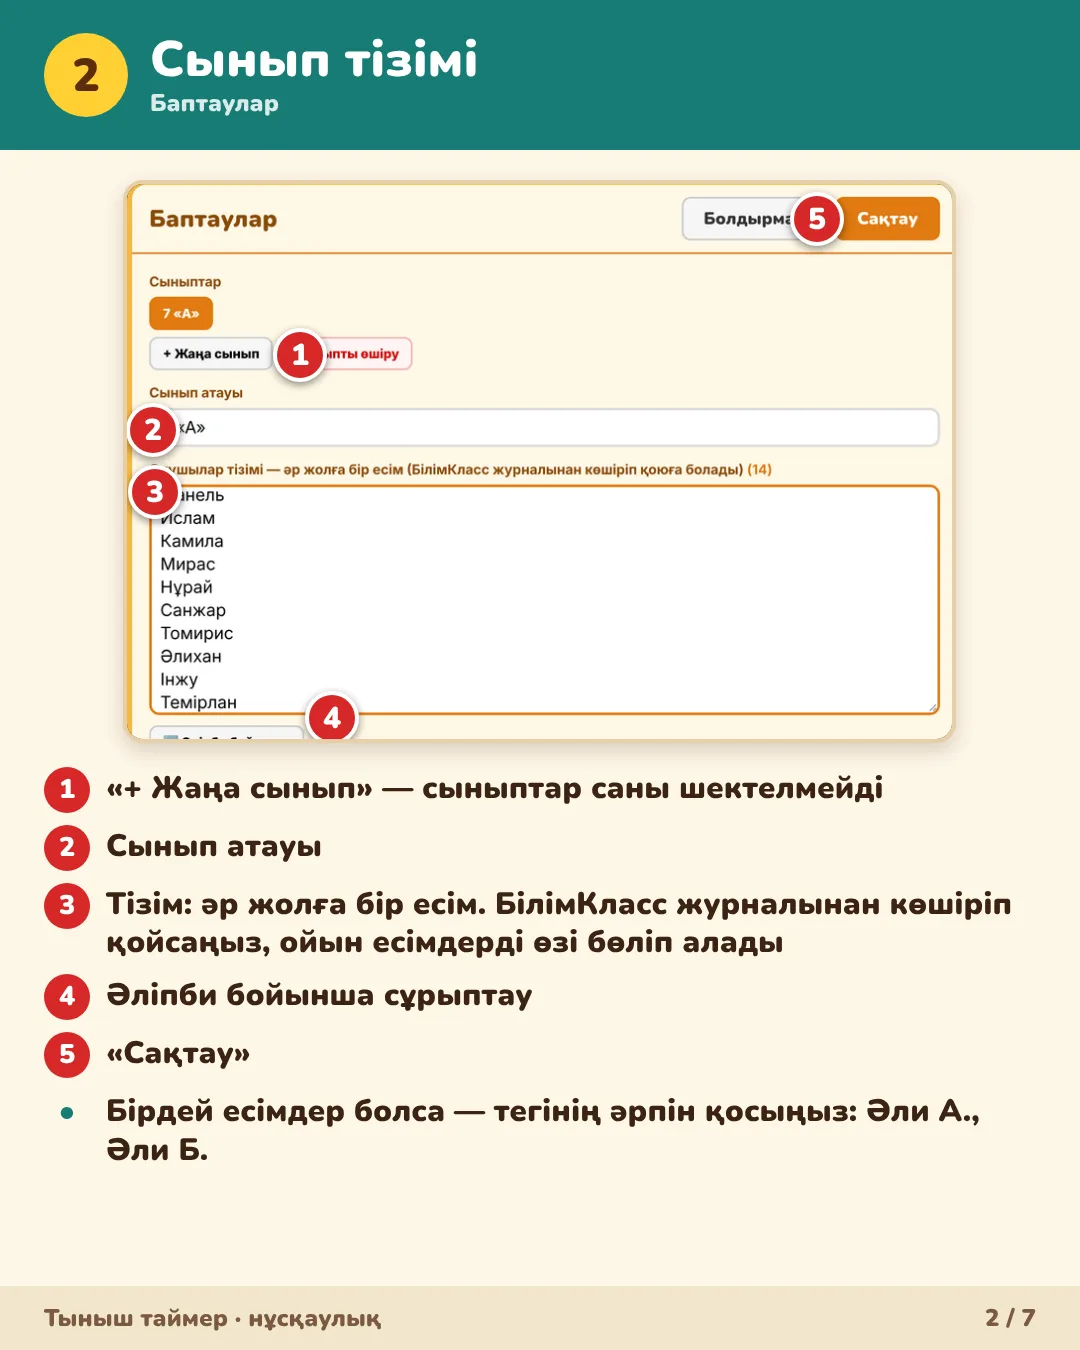 2
Сынып тізімі
Баптаулар
Баптаулар
5
Сақтау
Сыныптар
7 «А»
+ Жаңа сынып
1
өшіру
Сынып атауы
2
«А»
тізімі — әр жолға бір есім (БілімКласс журналынан көшіріп қоюға болады) (14)
3
Ислам
Камила
Мирас
Нұрай
Санжар
Томирис
Әлихан
Інжу
Темірлан
4
1 «+ Жаңа сынып» — сыныптар саны шектелмейді
2 Сынып атауы
3 Тізім: әр жолға бір есім. БілімКласс журналынан көшіріп
қойсаңыз, ойын есімдерді өзі бөліп алады
4 Әліпби бойынша сұрыптау
5 «Сақтау»
• Бірдей есімдер болса — тегінің әрпін қосыңыз: Әли А.,
Әли Б.
Тыныш таймер · нұсқаулық
2 / 7